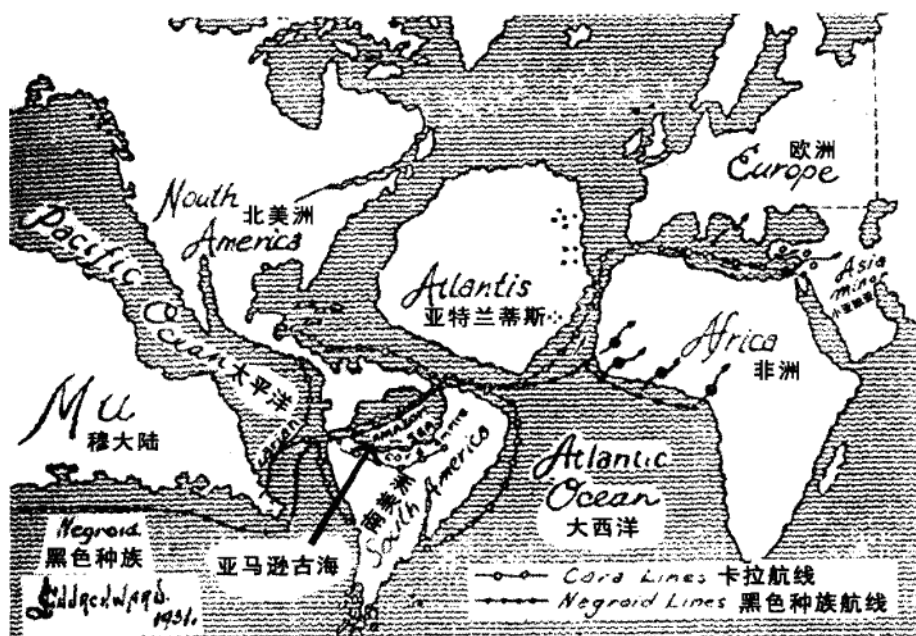 Nouth
北美洲
America
Pacific
Ocean
太平洋
Mu
穆大陆
Atlantis
亚特兰蒂斯
欧洲
Europe
Asia
minor
小亚细亚
Africa
非洲
Amazon
Sea
南美洲
South America
Atlantic
Ocean
大西洋
亚马逊古海
Negroid
黑色种族
1931.
Cara Lines 卡拉航线
Negroid Lines 黑色种族航线